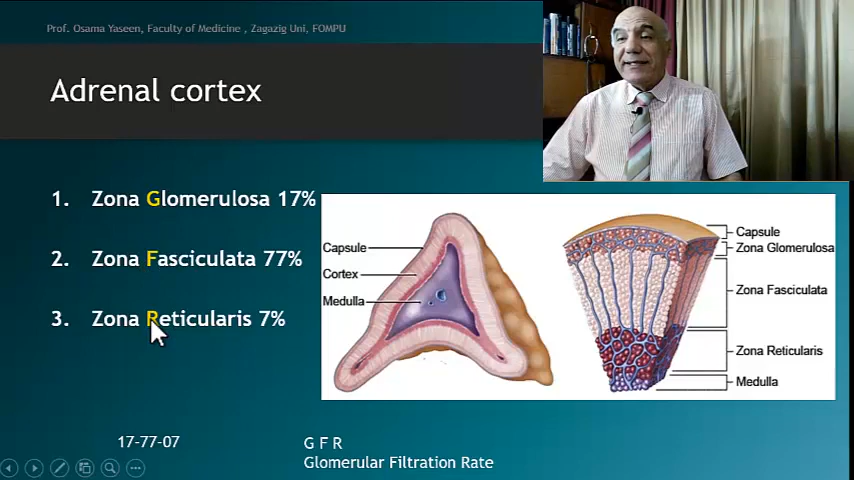 Prof. Osama Yaseen, Faculty of Medicine , Zagazig Uni, FOMPU
Adrenal cortex
1. Zona Glomerulosa 17%
2. Zona Fasciculata 77%
3. Zona Reticularis 7%
Capsule
Cortex
Medulla
Capsule
Zona Glomerulosa
Zona Fasciculata
Zona Reticularis
Medulla
17-77-07
G F R
Glomerular Filtration Rate